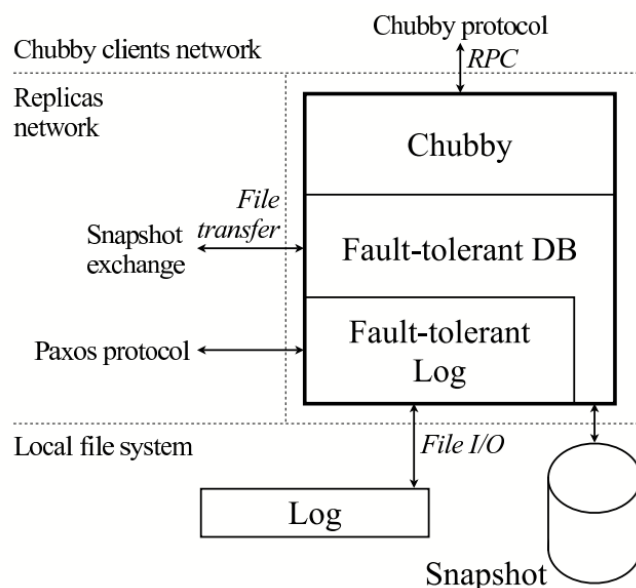 Chubby protocol
Chubby clients network
RPC
Replicas
network
Chubby
File
transfer
Snapshot
exchange
Fault-tolerant DB
Fault-tolerant
Log
Paxos protocol
Local file system
File I/O
Log
Snapshot